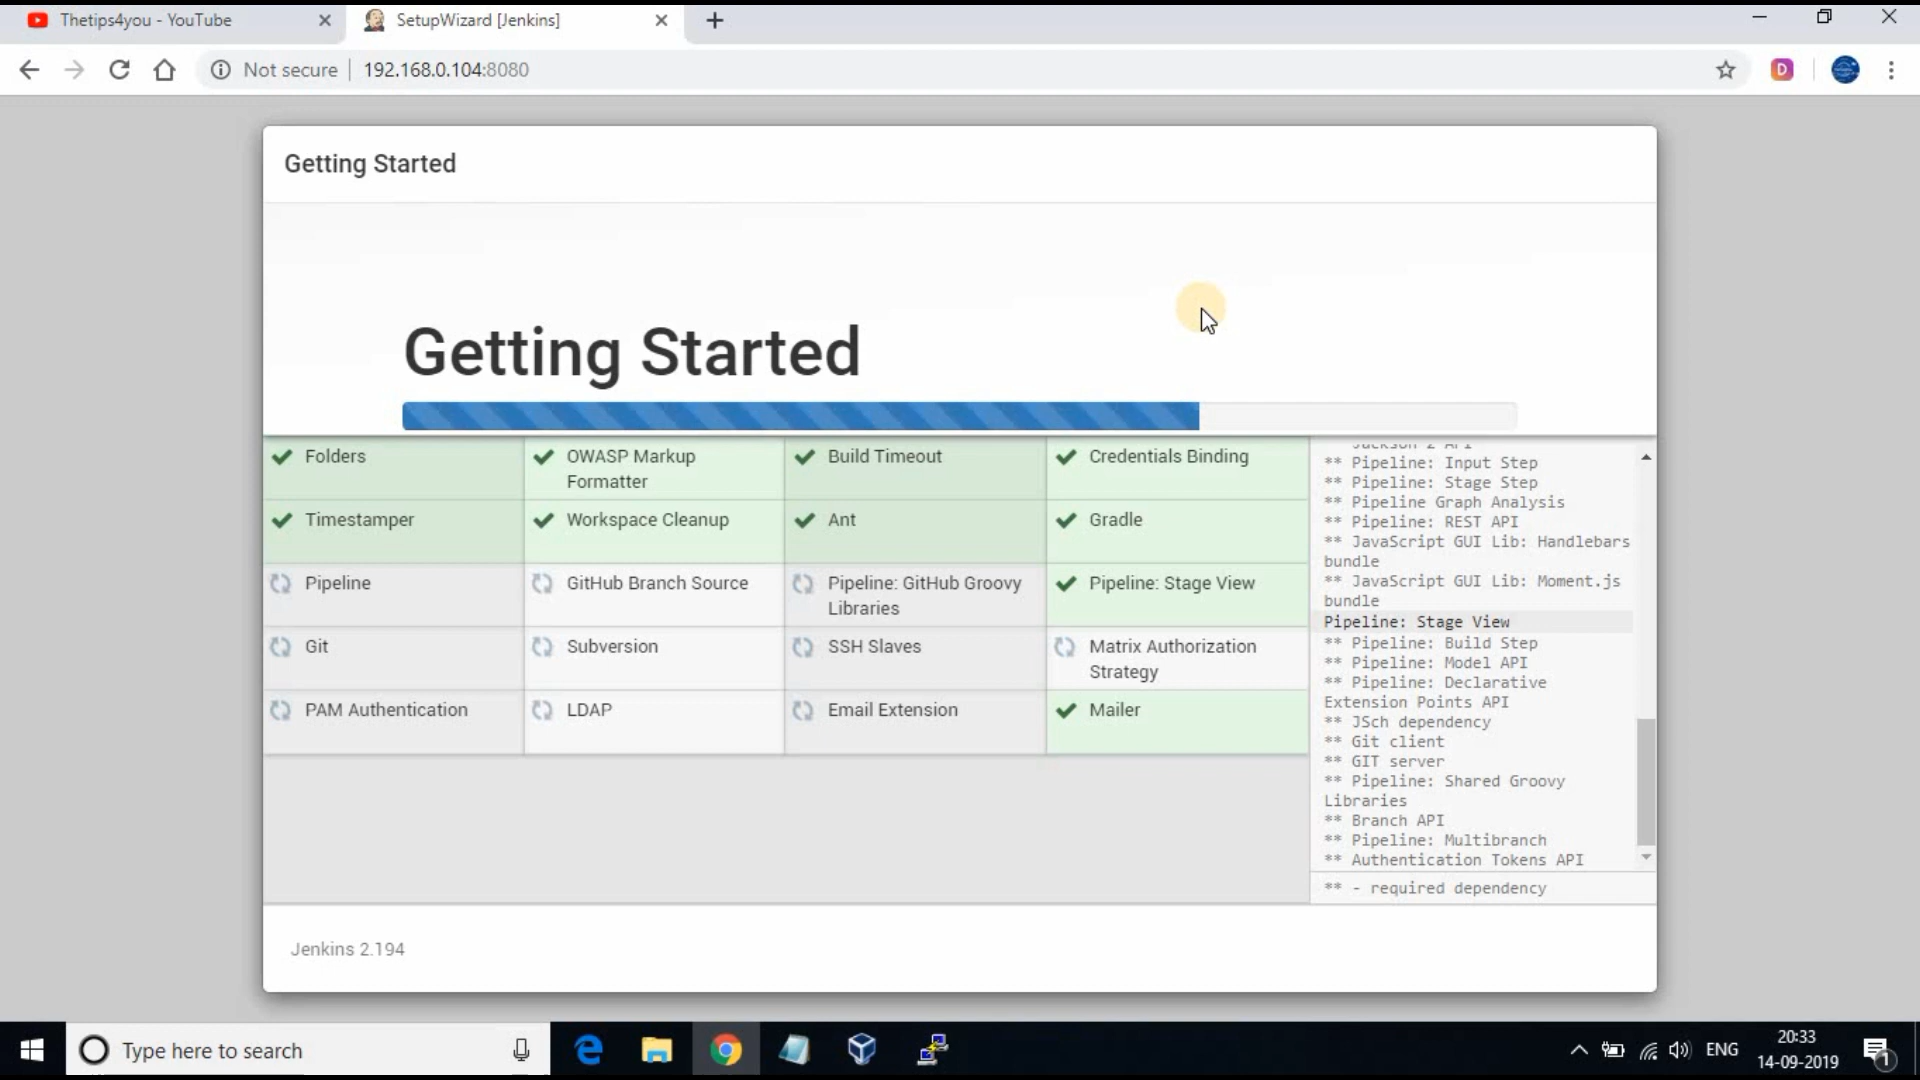 Thetips4you - YouTube
SetupWizard [Jenkins]
Not secure
192.168.0.104:8080
D
Getting Started
Getting Started
Folders
OWASP Markup
Formatter
Build Timeout
Credentials Binding
Timestamper
Workspace Cleanup
Ant
Gradle
Pipeline
GitHub Branch Source
Pipeline: GitHub Groovy
Libraries
Pipeline: Stage View
Git
Subversion
SSH Slaves
Matrix Authorization
Strategy
PAM Authentication
LDAP
Email Extension
Mailer
Jackson 2 API
** Pipeline: Input Step
** Pipeline: Stage Step
** Pipeline Graph Analysis
** Pipeline: REST API
** JavaScript GUI Lib: Handlebars
bundle
** JavaScript GUI Lib: Moment.js
bundle
Pipeline: Stage View
** Pipeline: Build Step
** Pipeline: Model API
** Pipeline: Declarative
Extension Points API
** JSch dependency
** Git client
** GIT server
** Pipeline: Shared Groovy
Libraries
** Branch API
** Pipeline: Multibranch
** Authentication Tokens API
** - required dependency
Jenkins 2.194
Type here to search
ENG
20:33
14-09-2019
1